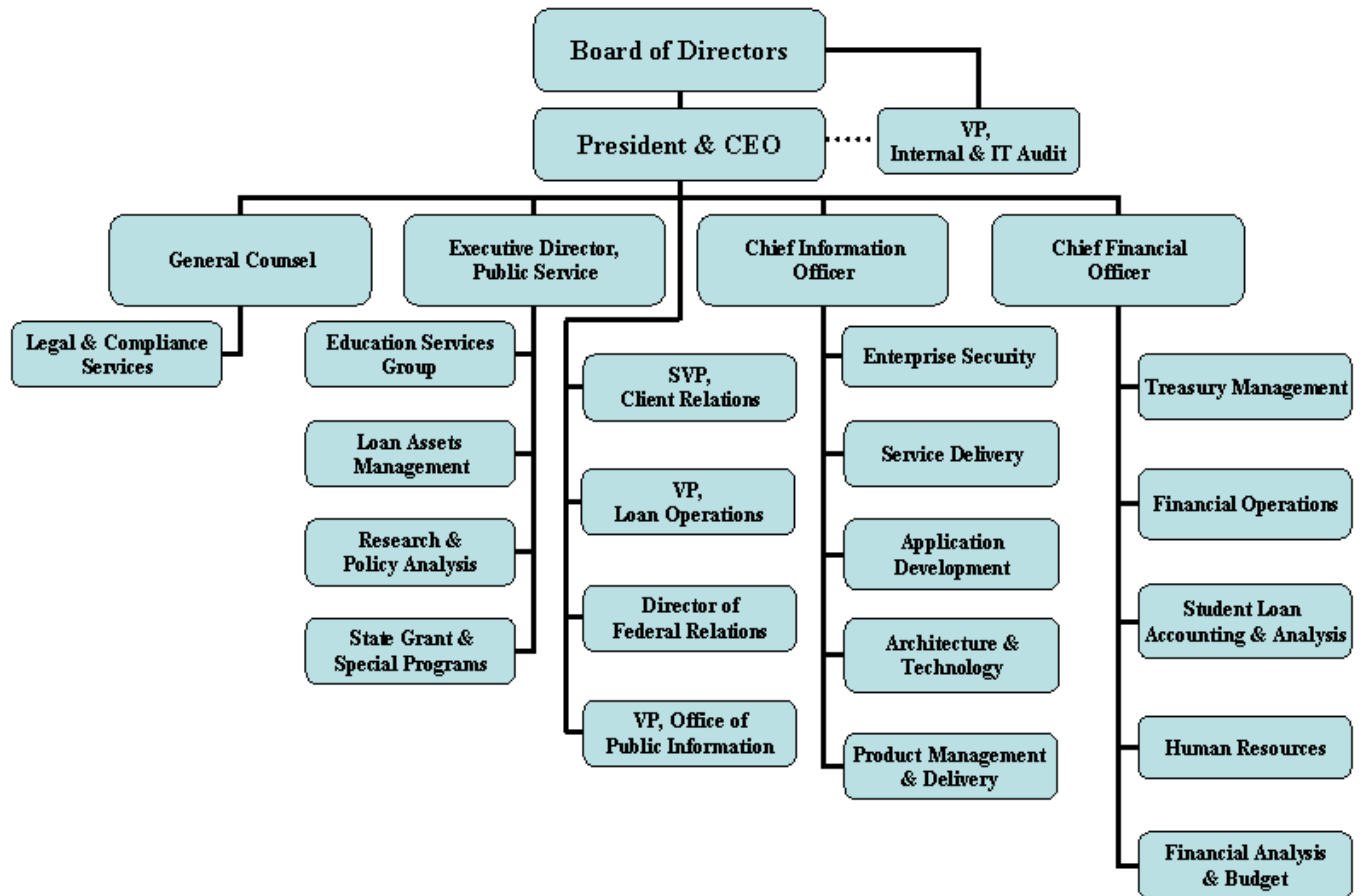 Board of Directors
President & CEO
VP,
Internal & IT Audit
General Counsel
Executive Director,
Public Service
Chief Information
Officer
Chief Financial
Officer
Legal & Compliance
Services
Education Services
Group
Loan Assets
Management
Research &
Policy Analysis
State Grant &
Special Programs
SVP,
Client Relations
VP,
Loan Operations
Director of
Federal Relations
VP, Office of
Public Information
Enterprise Security
Service Delivery
Application
Development
Architecture &
Technology
Product Management
& Delivery
Treasury Management
Financial Operations
Student Loan
Accounting & Analysis
Human Resources
Financial Analysis
& Budget